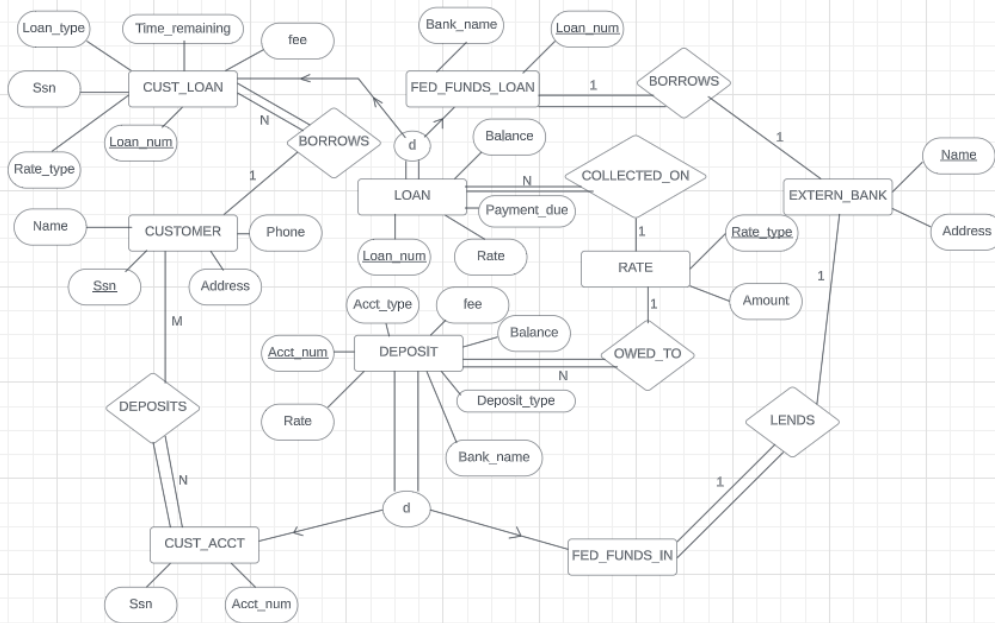 Loan_type
Time_remaining
fee
Bank_name
Loan_num
Ssn
CUST_LOAN
FED_FUNDS_LOAN
1
BORROWS
N
BORROWS
Loan_num
d
Balance
1
Name
Rate_type
1
LOAN
N
COLLECTED_ON
EXTERN_BANK
Payment_due
Name
CUSTOMER
Phone
1
Rate_type
Address
Loan_num
Rate
RATE
Ssn
Address
1
Amount
Acct_type
fee
1
M
Balance
Acct_num
DEPOSIT
OWED_TO
N
DEPOSITS
Deposit_type
Rate
LENDS
Bank_name
N
1
d
CUST_ACCT
FED_FUNDS_IN
Ssn
Acct_num